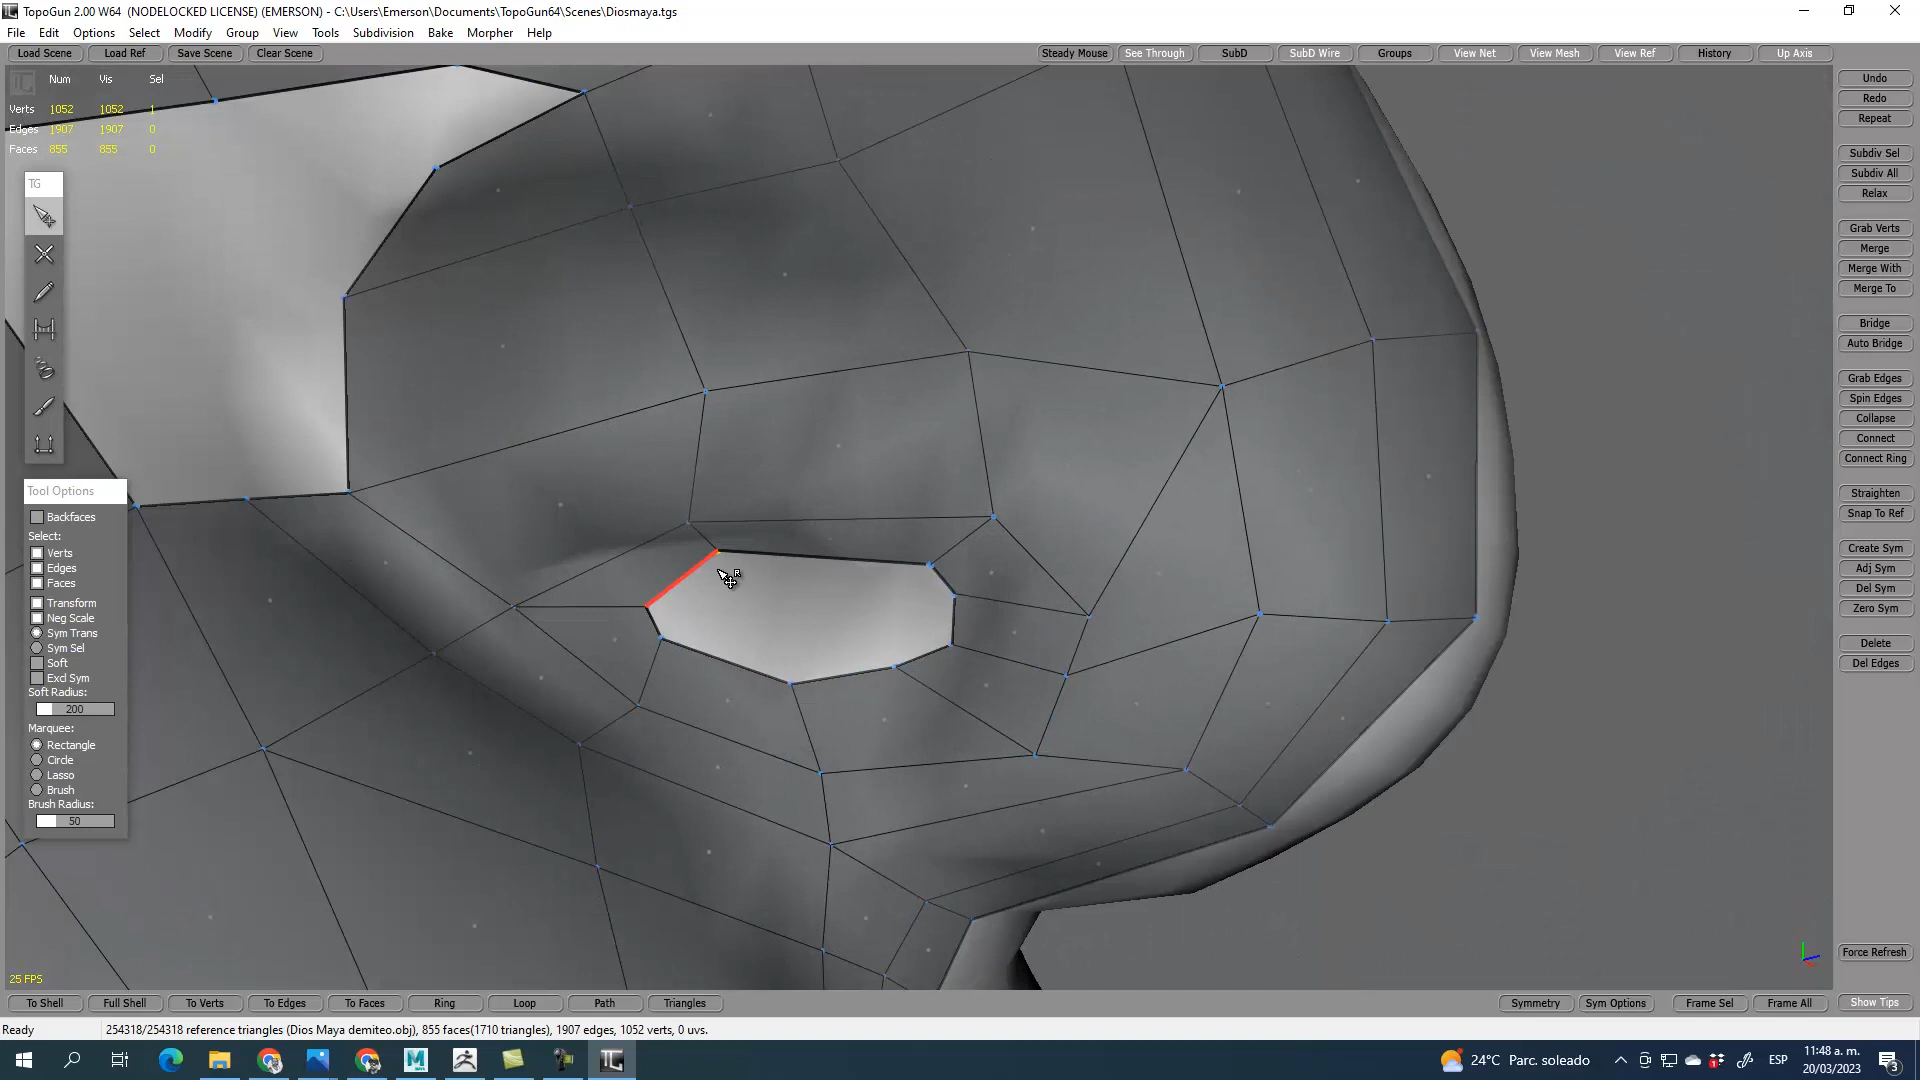 TopoGun 2.00 W64 (NODELOCKED LICENSE) (EMERSON) - C:\Users\Emerson\Documents\TopoGun64\Scenes\Diosmaya.tgs
File Edit Options Select Modify Group View Tools Subdivision Bake Morpher Help
Load Scene Load Ref Save Scene Clear Scene Steady Mouse See Through SubD SubD Wire Groups View Net View Mesh View Ref History Up Axis
Num Vis Sel
Verts 1052 1052 1
Edges 1907 1907 0
Faces 855 855 0
TG
Tool Options
Backfaces
Select:
Verts
Edges
Faces
Transform
Neg Scale
Sym Trans
Sym Sel
Soft
Excl Sym
Soft Radius:
200
Marquee:
Rectangle
Circle
Lasso
Brush
Brush Radius:
50
R
Undo
Redo
Repeat
Subdiv Sel
Subdiv All
Relax
Grab Verts
Merge
Merge With
Merge To
Bridge
Auto Bridge
Grab Edges
Spin Edges
Collapse
Connect
Connect Ring
Straighten
Snap To Ref
Create Sym
Adj Sym
Del Sym
Zero Sym
Delete
Del Edges
Force Refresh
25 FPS
To Shell Full Shell To Verts To Edges To Faces Ring Loop Path Triangles Symmetry Sym Options Frame Sel Frame All Show Tips
Ready 254318/254318 reference triangles (Dios Maya demiteo.obj), 855 faces(1710 triangles), 1907 edges, 1052 verts, 0 uvs.
24°C Parc. soleado ESP 11:48 a. m.
20/03/2023 3